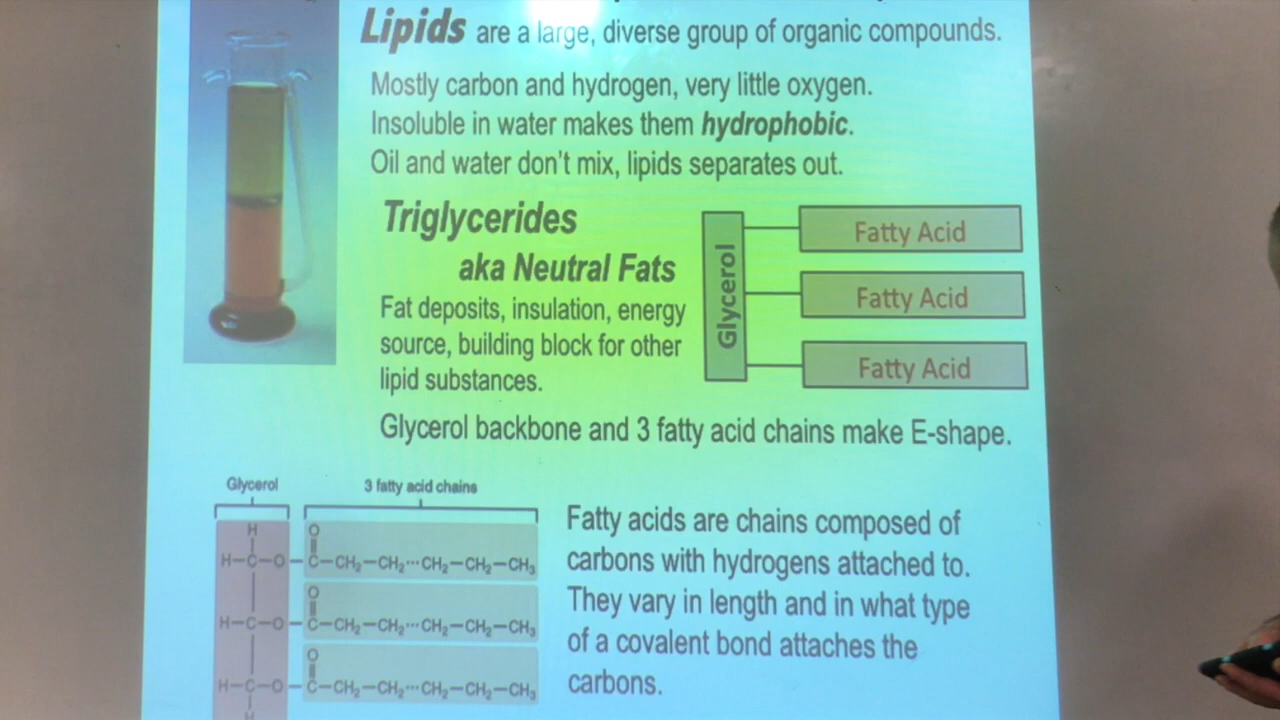 Lipids are a large, diverse group of organic compounds.
Mostly carbon and hydrogen, very little oxygen.
Insoluble in water makes them hydrophobic.
Oil and water don't mix, lipids separates out.
Triglycerides
aka Neutral Fats
Fat deposits, insulation, energy
source, building block for other
lipid substances.
Glycerol
Fatty Acid
Fatty Acid
Fatty Acid
Glycerol backbone and 3 fatty acid chains make E-shape.
Glycerol
3 fatty acid chains
H O
H–C–O–C–CH₂–CH₂···CH₂–CH₂–CH₃
O
H–C–O–C–CH₂–CH₂···CH₂–CH₂–CH₃
O
H–C–O–C–CH₂–CH₂···CH₂–CH₂–CH₃
H
Fatty acids are chains composed of
carbons with hydrogens attached to.
They vary in length and in what type
of a covalent bond attaches the
carbons.